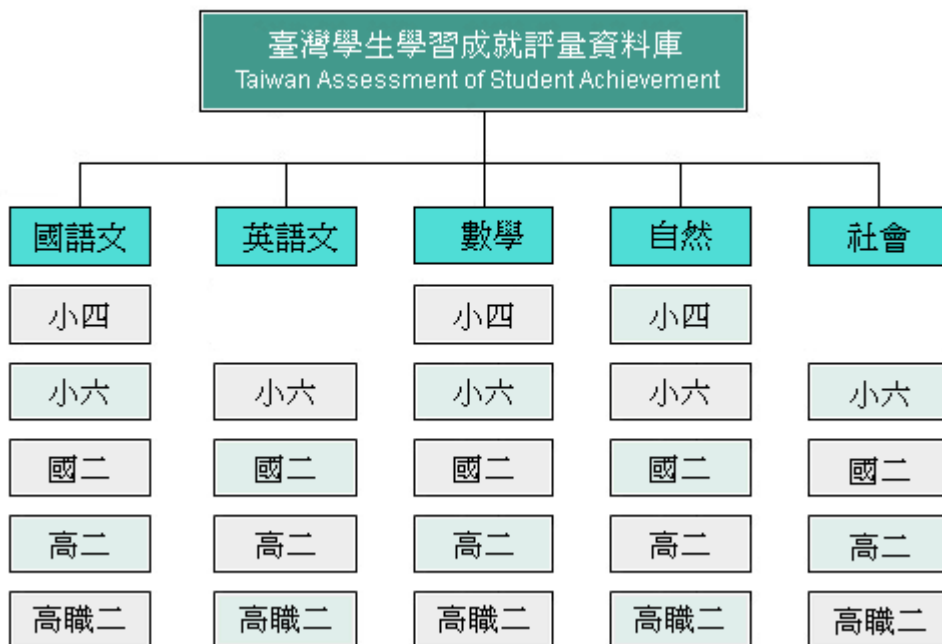 臺灣學生學習成就評量資料庫
Taiwan Assessment of Student Achievement
國語文 英語文 數學 自然 社會
小四 小四 小四
小六 小六 小六 小六 小六
國二 國二 國二 國二 國二
高二 高二 高二 高二 高二
高職二 高職二 高職二 高職二 高職二